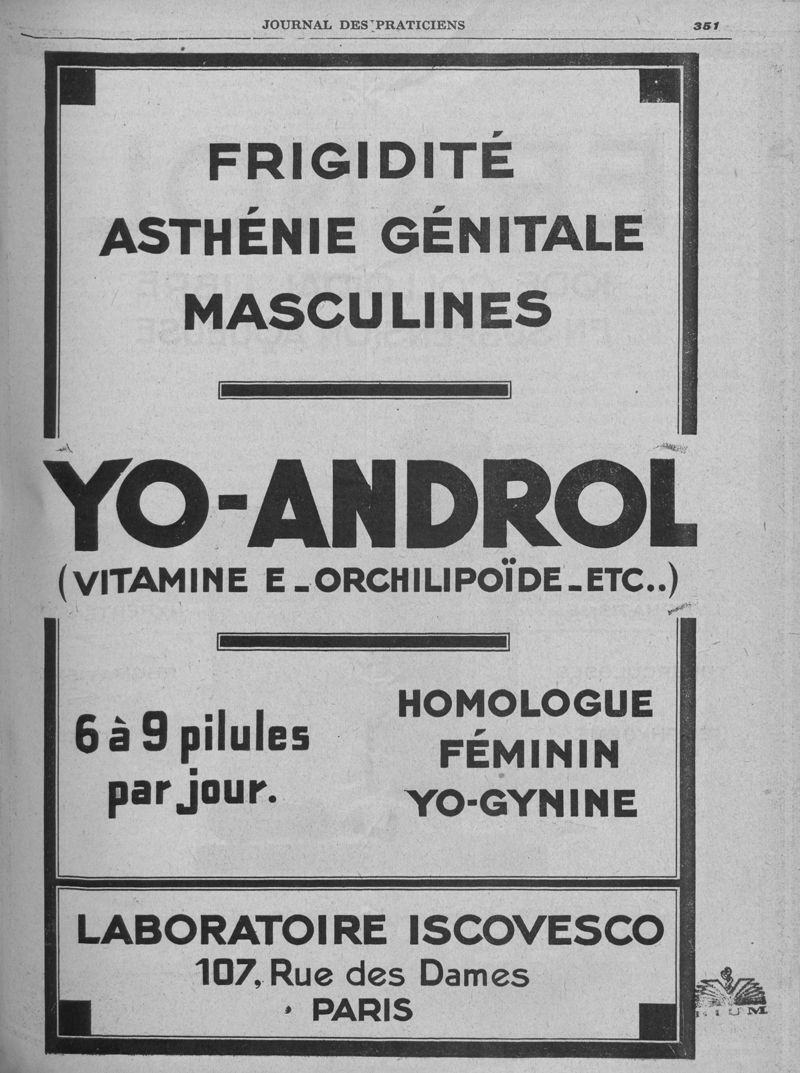 JOURNAL DES PRATICIENS
351
FRIGIDITÉ
ASTHÉNIE GÉNITALE
MASCULINES
YO-ANDROL
(VITAMINE E_ORCHILIPOÏDE_ETC..)
6 à 9 pilules
par jour.
HOMOLOGUE
FÉMININ
YO-GYNINE
LABORATOIRE ISCOVESCO
107, Rue des Dames
PARIS